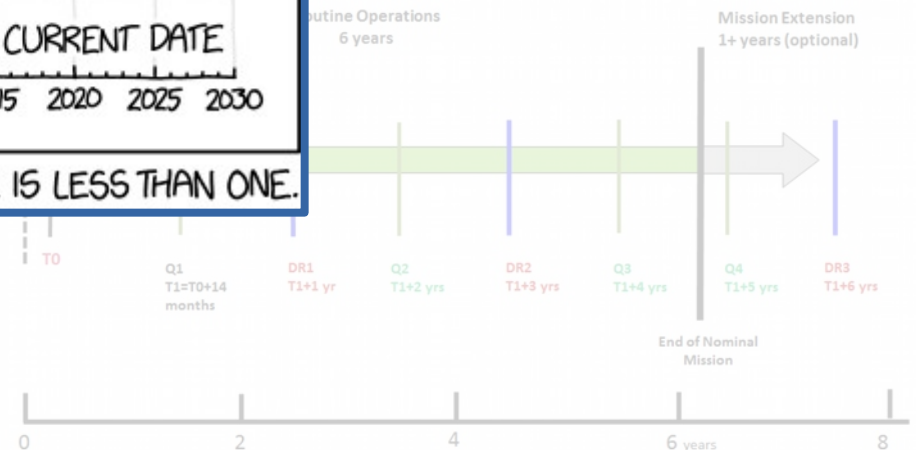 CURRENT DATE
2020 2025 2030
IS LESS THAN ONE.
Operations
6 years
Mission Extension
1+ years (optional)
T0
Q1
T1=T0+14
months
DR1
T1+1 yr
Q2
T1+2 yrs
DR2
T1+3 yrs
Q3
T1+4 yrs
Q4
T1+5 yrs
DR3
T1+6 yrs
End of Nominal
Mission
0 2 4 6 years 8